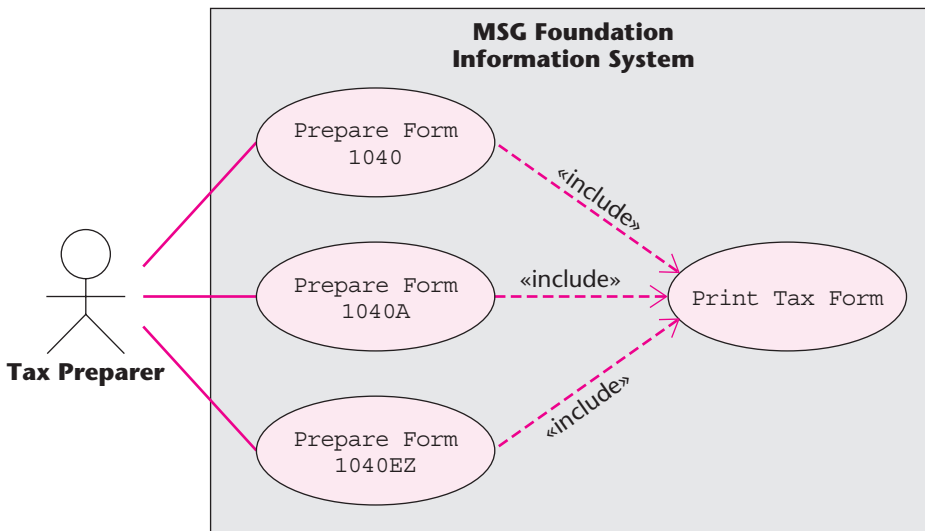 MSG Foundation
Information System
Prepare Form
1040
«include»
Prepare Form
1040A
«include»
Print Tax Form
Tax Preparer
Prepare Form
1040EZ
«include»